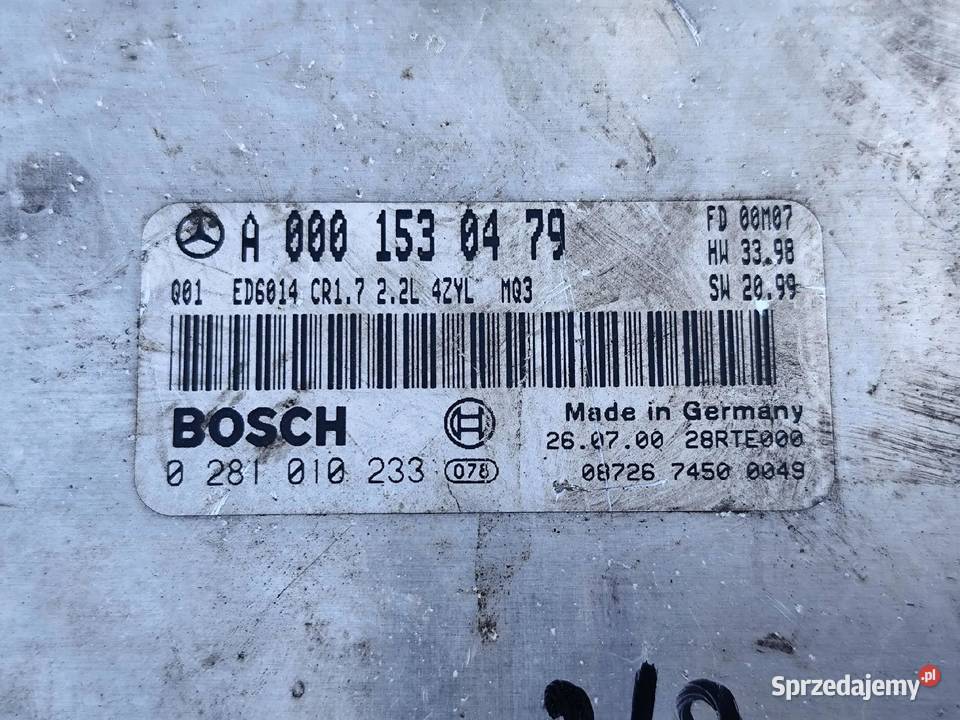 A 000 153 04 79
FD 00M07
HW 33.98
SW 20.99
Q01 ED6014 CR1.7 2.2L 4ZYL MQ3
BOSCH
Made in Germany
26.07.00 28RTE000
0 281 010 233 078
08726 7450 0049
Sprzedajemy.pl